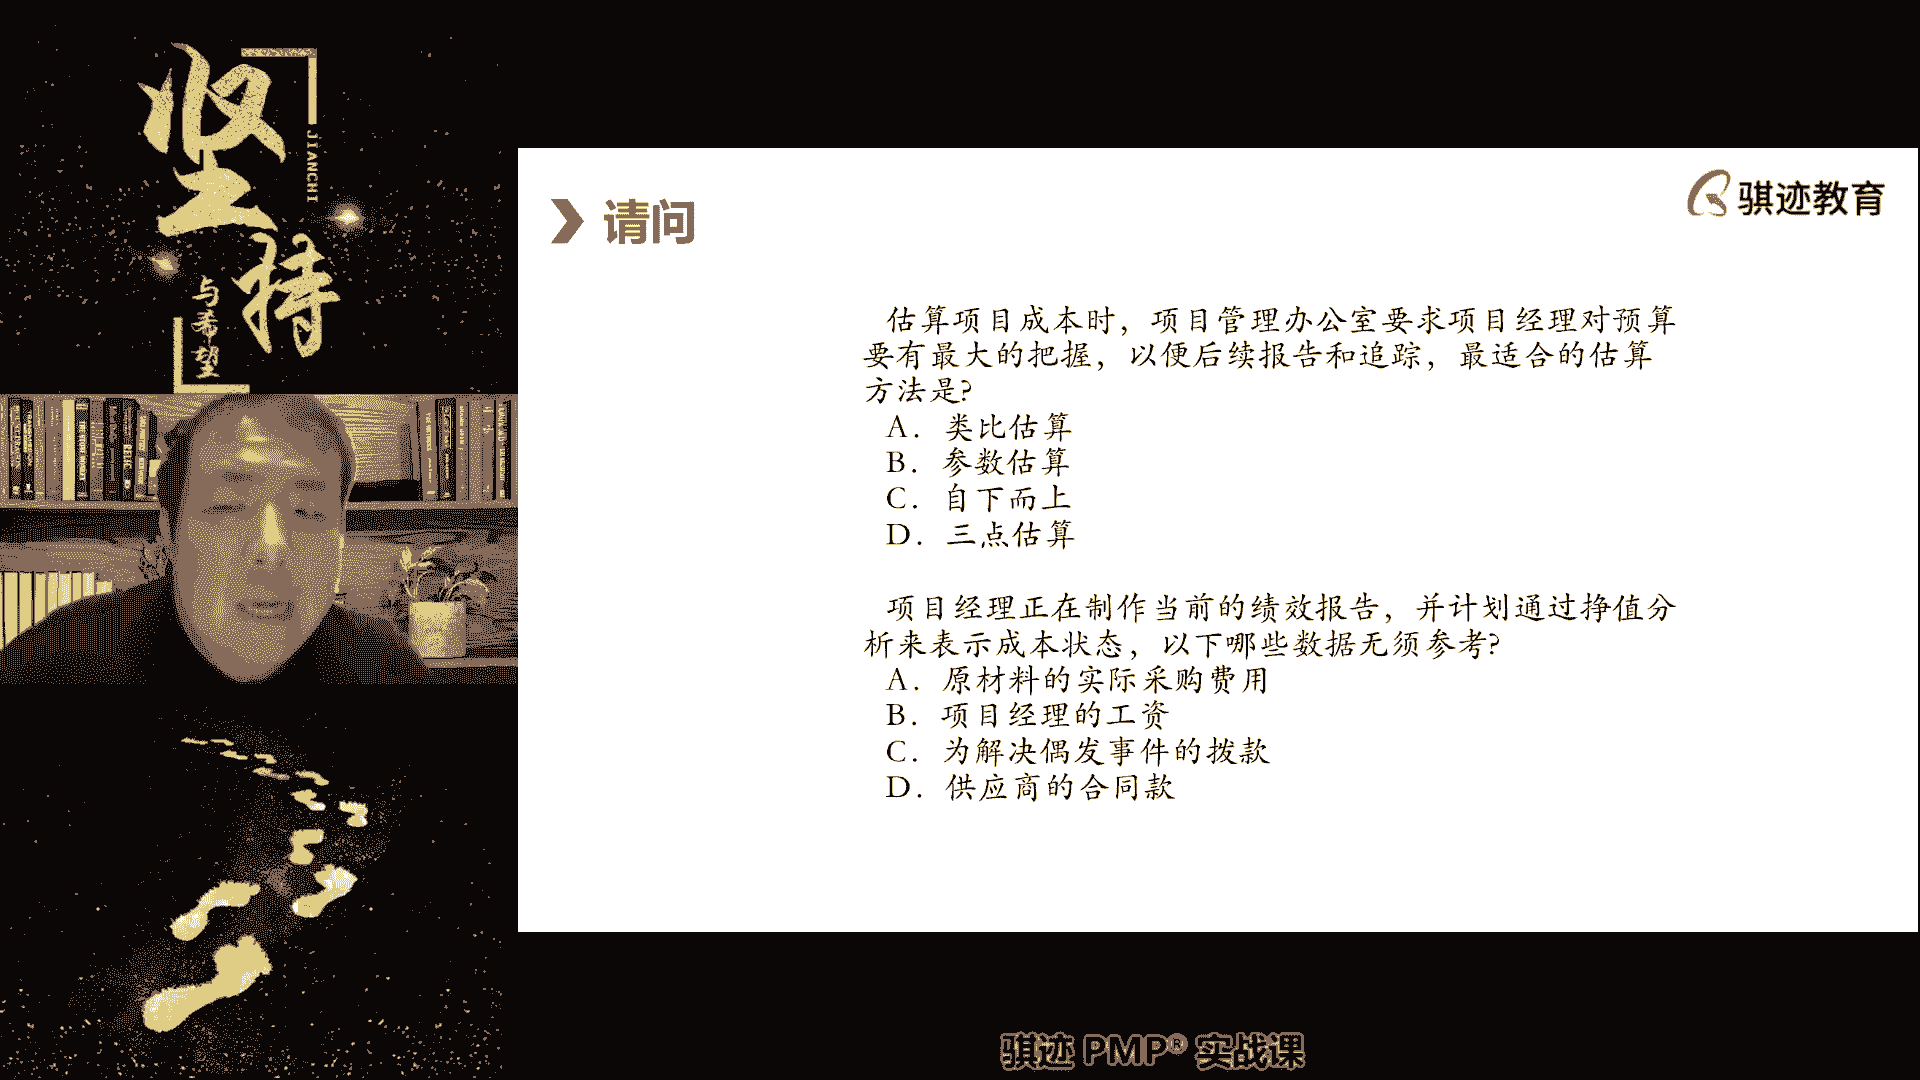 坚持
JIANCHI
与希望
请问
骐迹教育
估算项目成本时，项目管理办公室要求项目经理对预算
要有最大的把握，以便后续报告和追踪，最适合的估算
方法是?
A. 类比估算
B. 参数估算
C. 自下而上
D. 三点估算
项目经理正在制作当前的绩效报告，并计划通过挣值分
析来表示成本状态，以下哪些数据无须参考?
A. 原材料的实际采购费用
B. 项目经理的工资
C. 为解决偶发事件的拨款
D. 供应商的合同款
骐迹 PMP® 实战课